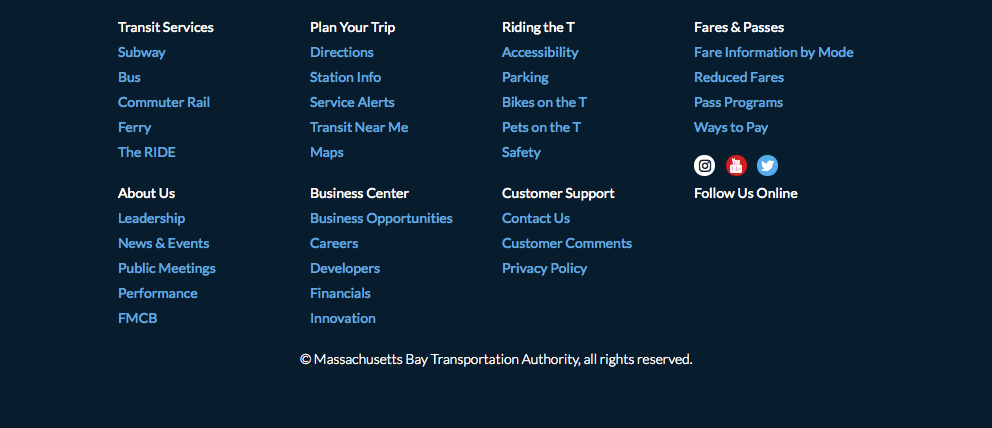 Transit Services
Subway
Bus
Commuter Rail
Ferry
The RIDE
Plan Your Trip
Directions
Station Info
Service Alerts
Transit Near Me
Maps
Riding the T
Accessibility
Parking
Bikes on the T
Pets on the T
Safety
Fares & Passes
Fare Information by Mode
Reduced Fares
Pass Programs
Ways to Pay
About Us
Leadership
News & Events
Public Meetings
Performance
FMCB
Business Center
Business Opportunities
Careers
Developers
Financials
Innovation
Customer Support
Contact Us
Customer Comments
Privacy Policy
Follow Us Online
© Massachusetts Bay Transportation Authority, all rights reserved.